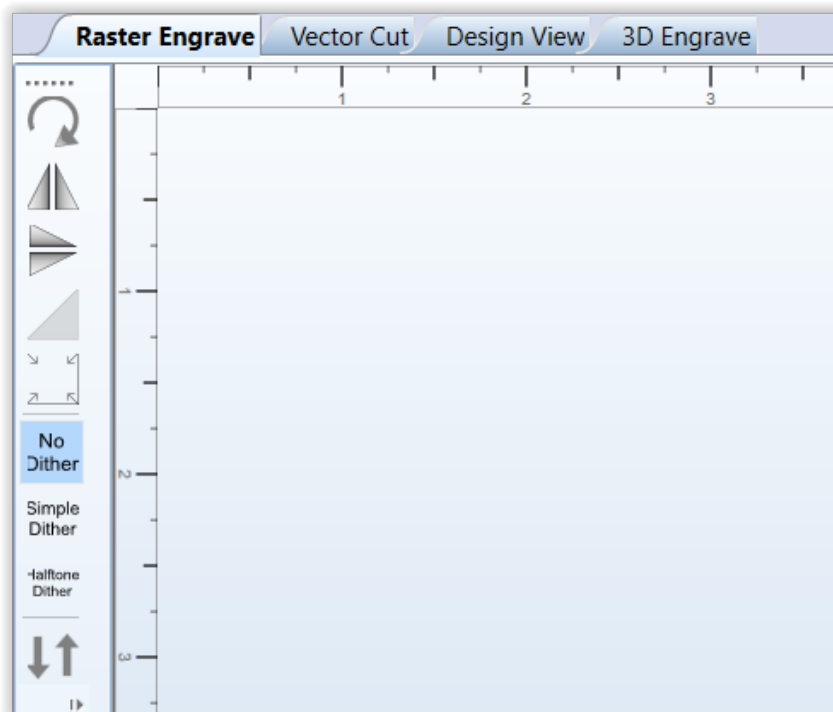 Raster Engrave Vector Cut Design View 3D Engrave
1 2 3
1
No
Dither
2
Simple
Dither
Halftone
Dither
3